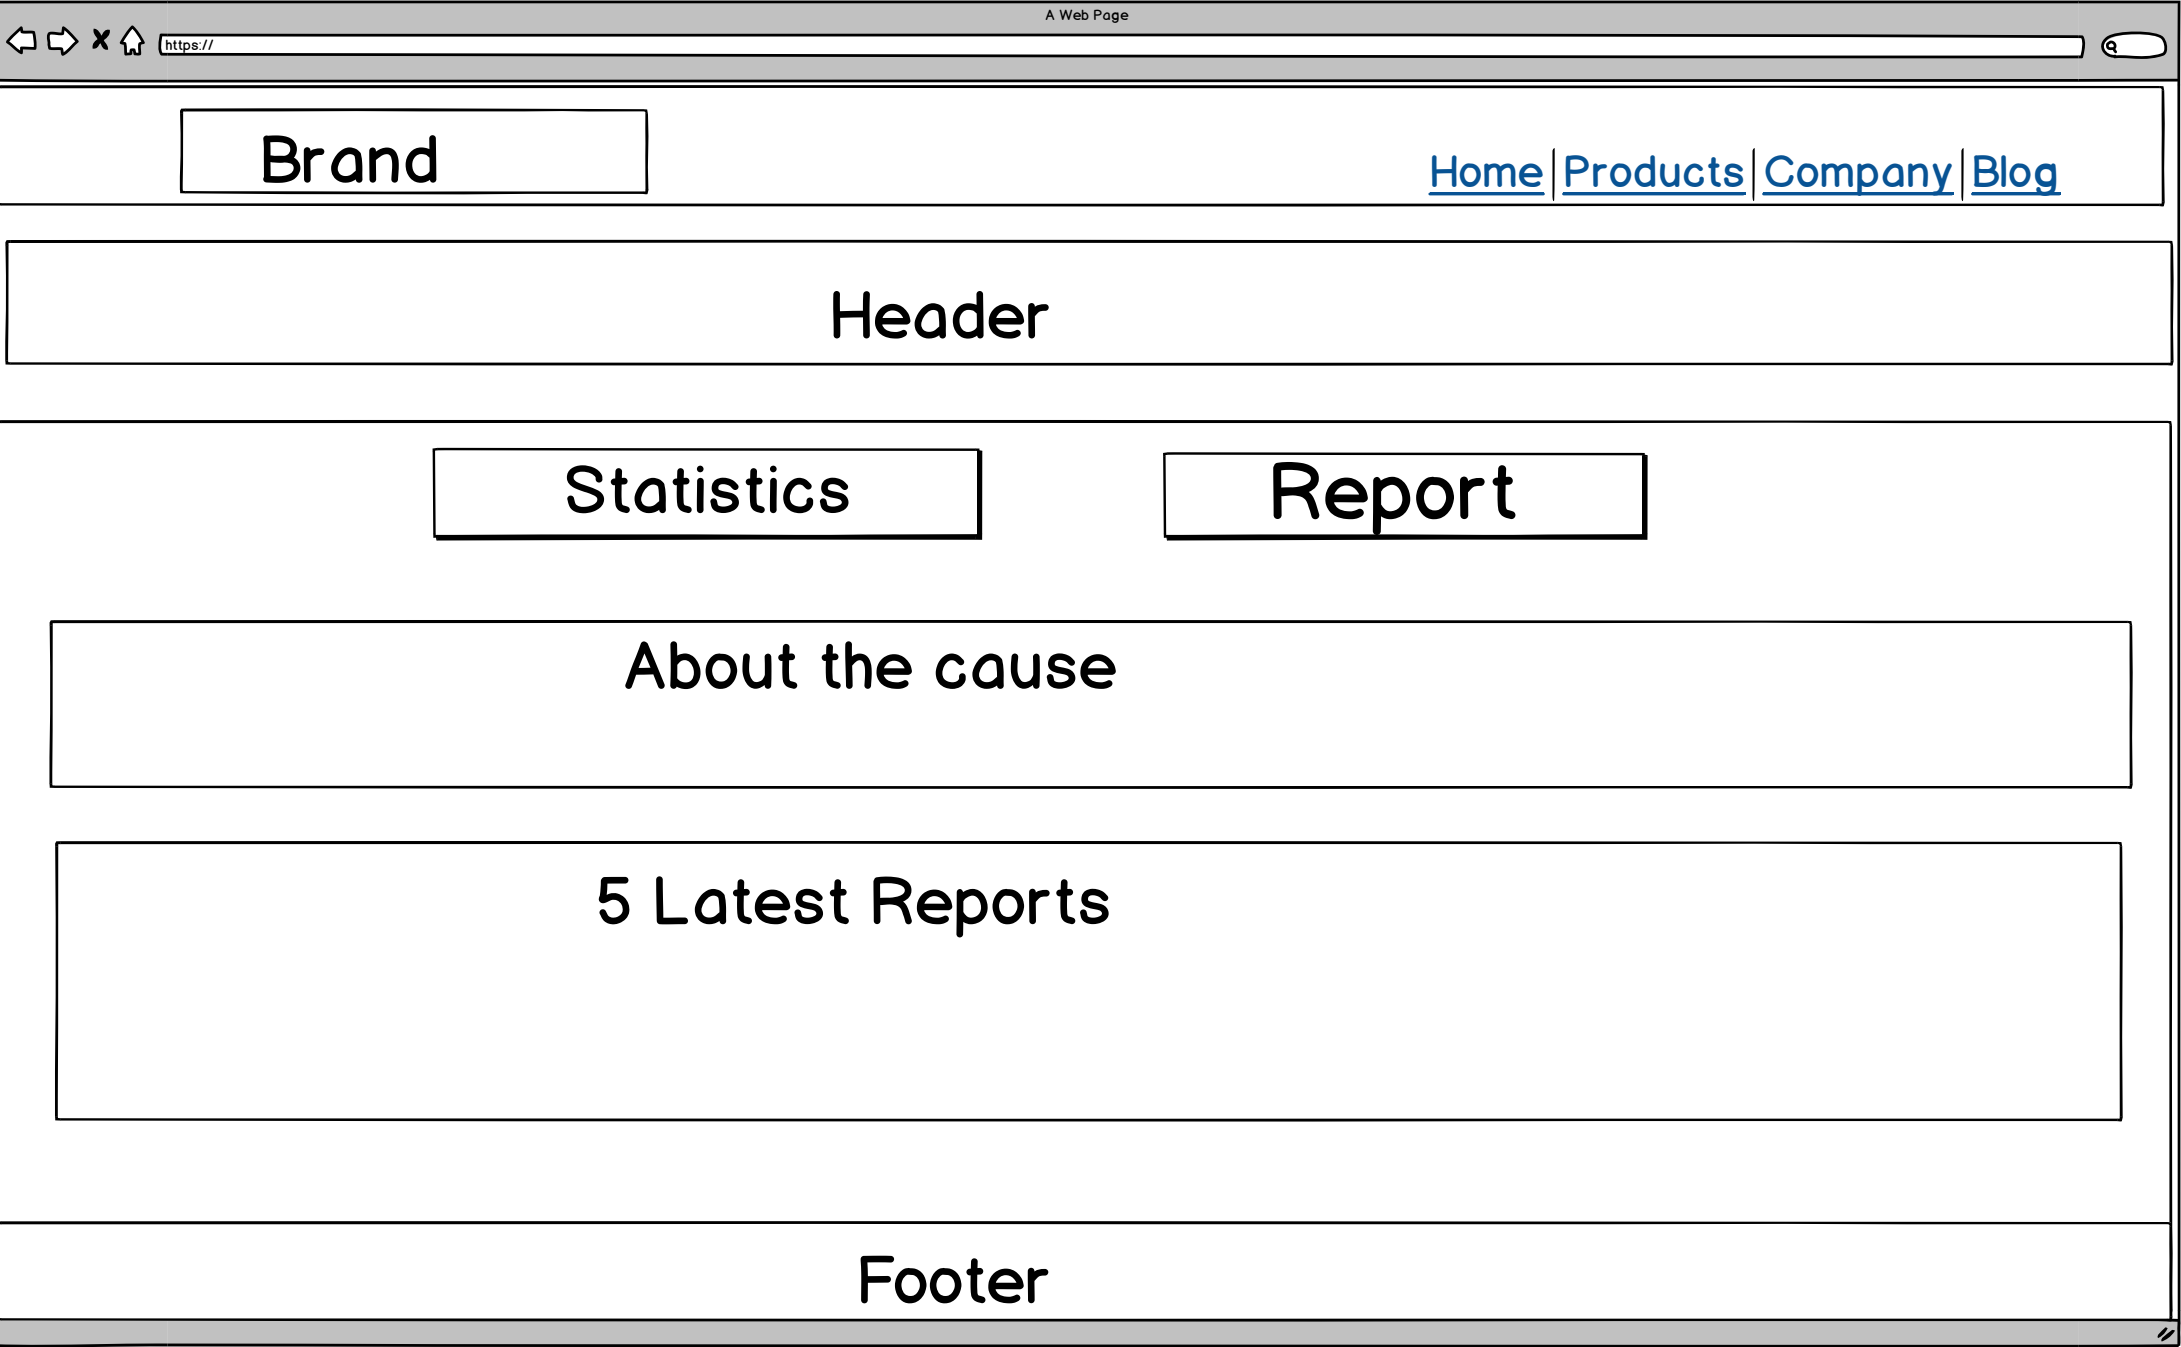 A Web Page
https://
Brand
Home Products Company Blog
Header
Statistics Report
About the cause
5 Latest Reports
Footer